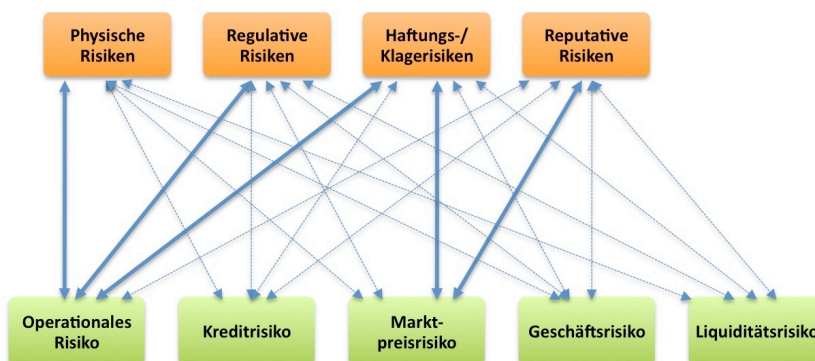 Physische
Risiken
Regulative
Risiken
Haftungs-/
Klagerisiken
Reputative
Risiken
Operationales
Risiko
Kreditrisiko
Markt-
preisrisiko
Geschäftsrisiko
Liquiditätsrisiko